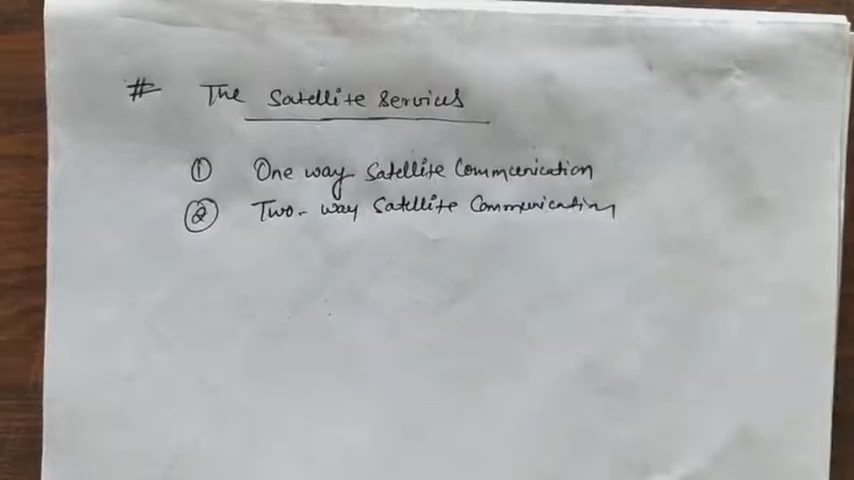 # The Satellite Services
① One way Satellite Communication
② Two-way Satellite Communication